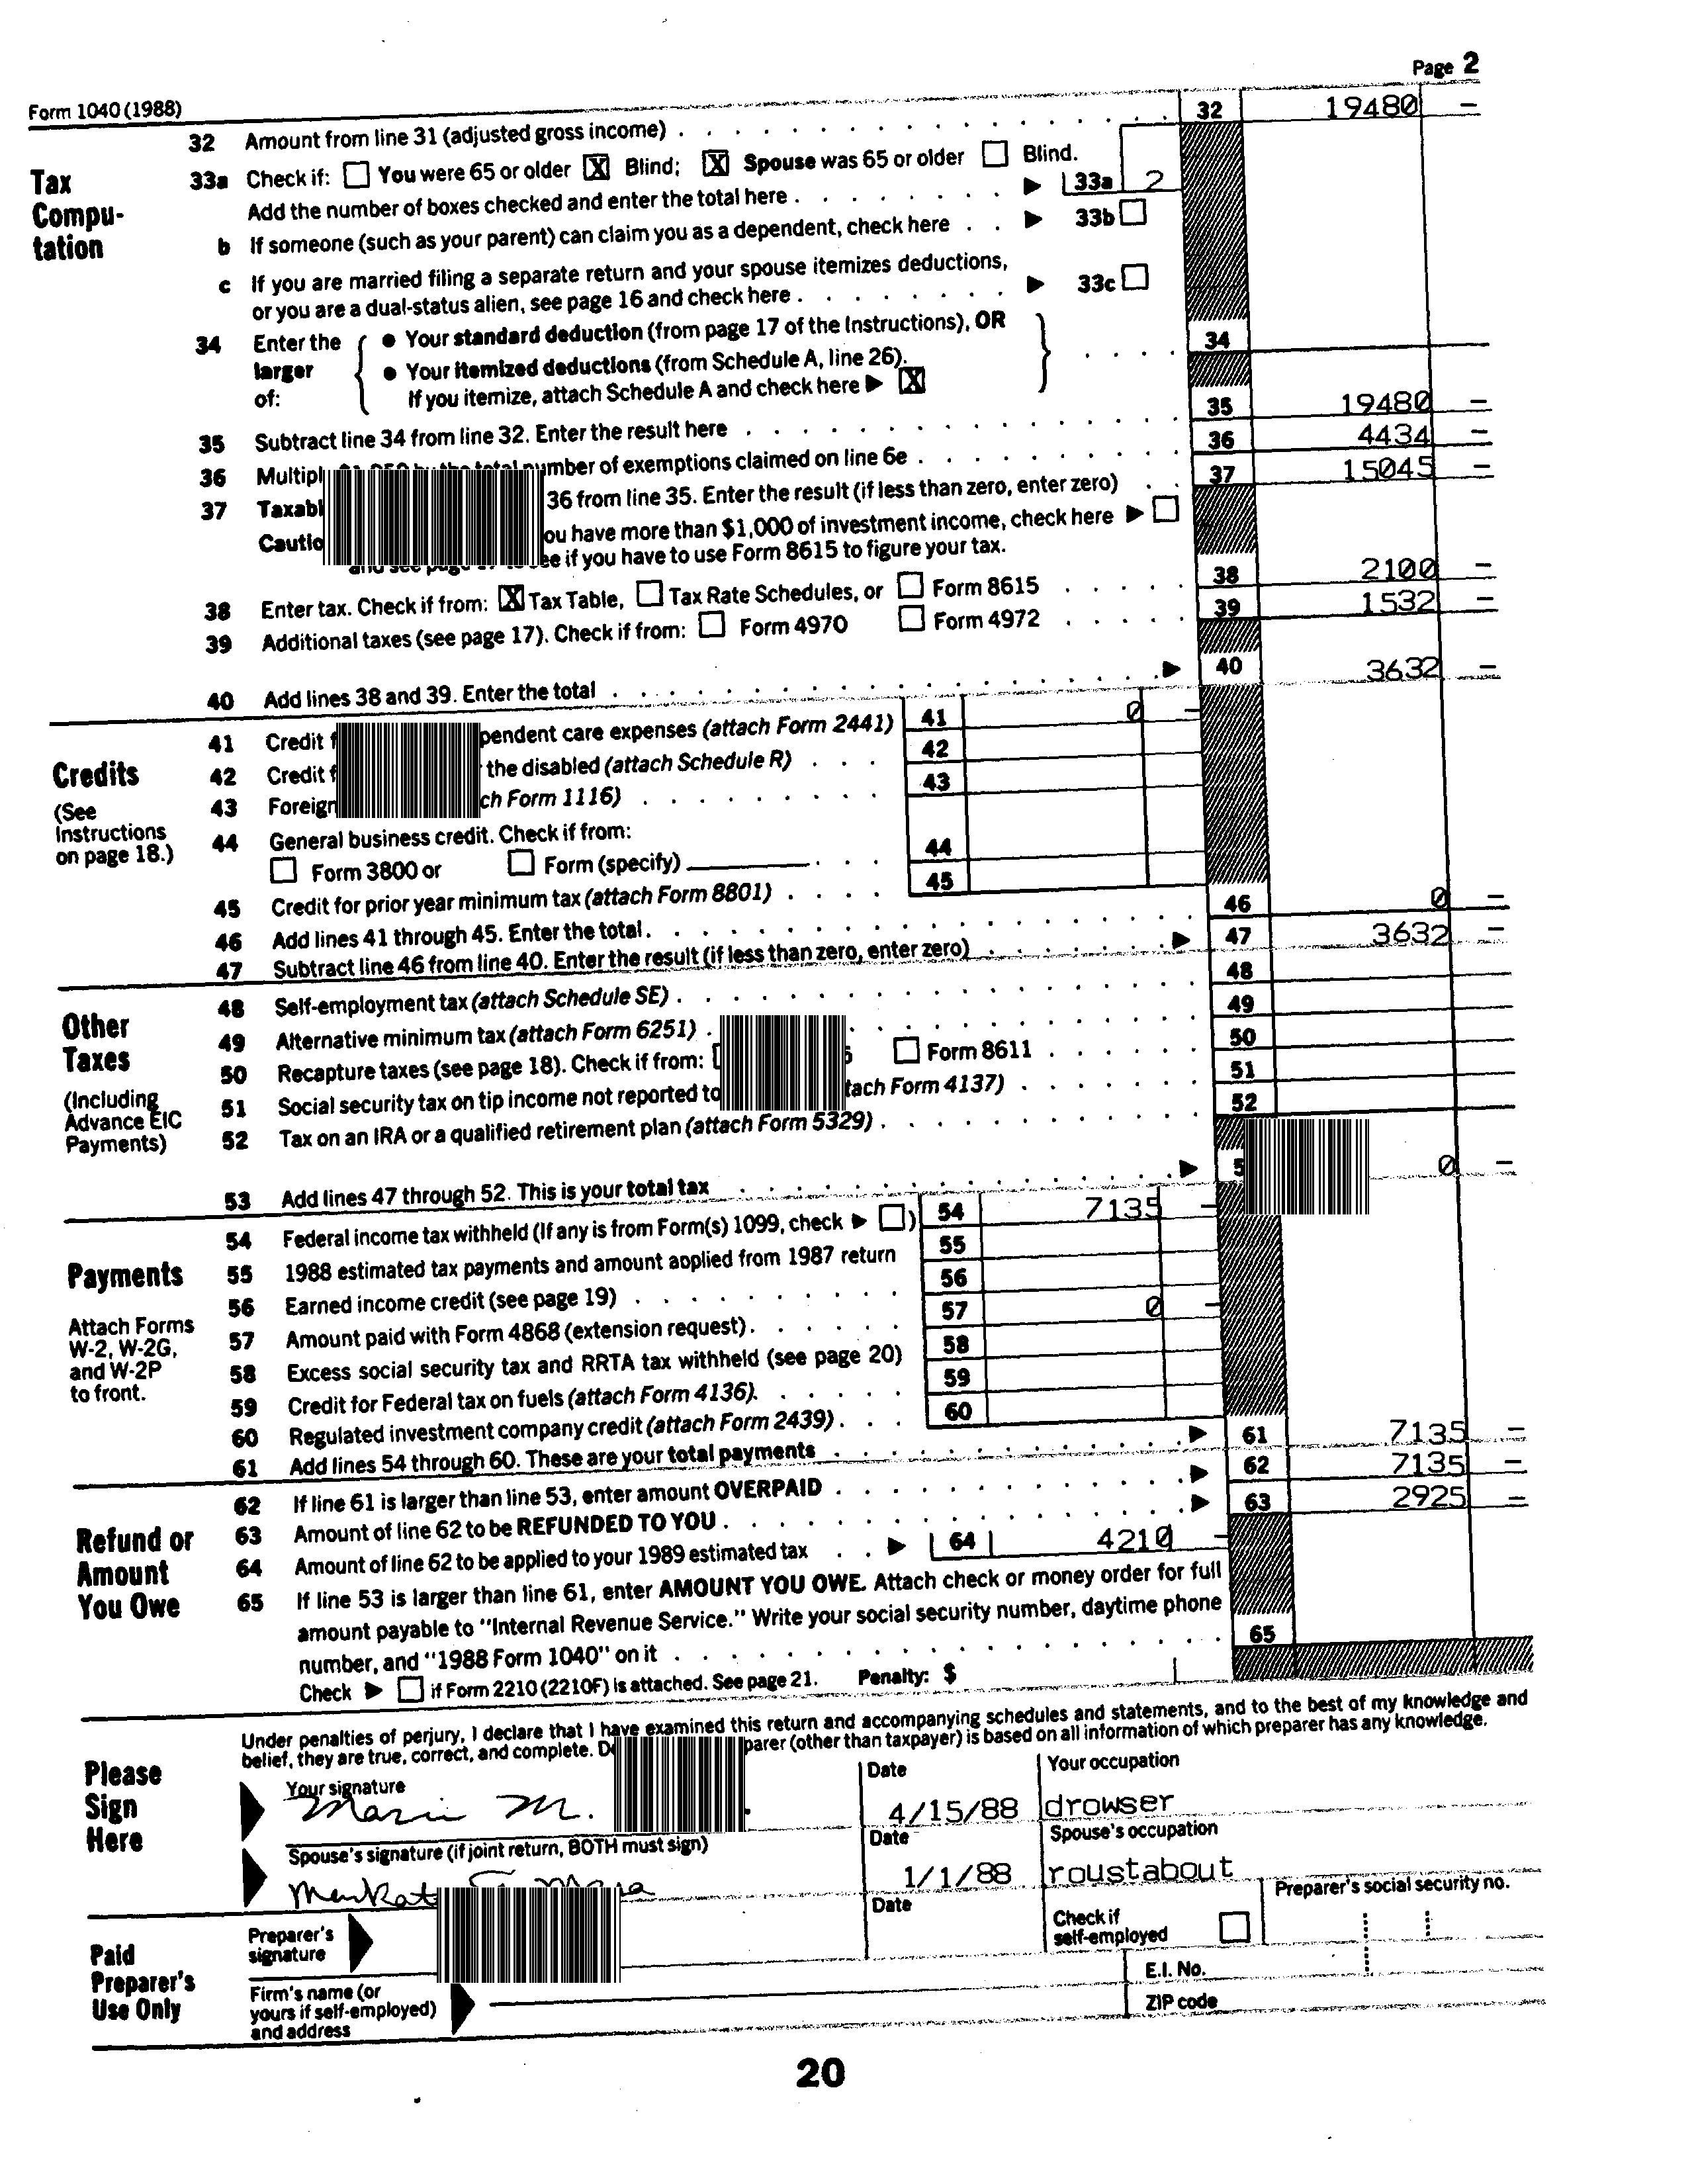 Page 2
Form 1040 (1988)
32 Amount from line 31 (adjusted gross income) 32 19480 –
Tax Compu-tation
33a Check if: ☐ You were 65 or older ☒ Blind; ☒ Spouse was 65 or older ☐ Blind.
Add the number of boxes checked and enter the total here ▶ 33a 2
b If someone (such as your parent) can claim you as a dependent, check here ▶ 33b ☐
c If you are married filing a separate return and your spouse itemizes deductions,
or you are a dual-status alien, see page 16 and check here ▶ 33c ☐
34 Enter the larger of:
● Your standard deduction (from page 17 of the Instructions), OR
● Your itemized deductions (from Schedule A, line 26).
If you itemize, attach Schedule A and check here ▶ ☒
34
35 Subtract line 34 from line 32. Enter the result here 35 19480 –
36 Multipl number of exemptions claimed on line 6e 36 4434 –
37 Taxabl 36 from line 35. Enter the result (if less than zero, enter zero) 37 15045 –
Cautio ou have more than $1,000 of investment income, check here ▶ ☐
ee if you have to use Form 8615 to figure your tax.
38 Enter tax. Check if from: ☒ Tax Table, ☐ Tax Rate Schedules, or ☐ Form 8615 38 2100 –
39 Additional taxes (see page 17). Check if from: ☐ Form 4970 ☐ Form 4972 39 1532 –
40 Add lines 38 and 39. Enter the total ▶ 40 3632 –
Credits
(See Instructions on page 18.)
41 Credit f pendent care expenses (attach Form 2441) 41 0 –
42 Credit f the disabled (attach Schedule R) 42
43 Foreign ch Form 1116) 43
44 General business credit. Check if from:
☐ Form 3800 or ☐ Form (specify) 44
45 Credit for prior year minimum tax (attach Form 8801) 45
46 Add lines 41 through 45. Enter the total 46 0 –
47 Subtract line 46 from line 40. Enter the result (if less than zero, enter zero) ▶ 47 3632 –
Other Taxes
(Including Advance EIC Payments)
48 Self-employment tax (attach Schedule SE) 48
49 Alternative minimum tax (attach Form 6251) 49
50 Recapture taxes (see page 18). Check if from: ☐ Form 8611 50
51 Social security tax on tip income not reported to tach Form 4137) 51
52 Tax on an IRA or a qualified retirement plan (attach Form 5329) 52
53 Add lines 47 through 52. This is your total tax ▶ 5 0 –
Payments
Attach Forms W-2, W-2G, and W-2P to front.
54 Federal income tax withheld (If any is from Form(s) 1099, check ▶ ☐) 54 7135 –
55 1988 estimated tax payments and amount applied from 1987 return 55
56 Earned income credit (see page 19) 56
57 Amount paid with Form 4868 (extension request) 57 0 –
58 Excess social security tax and RRTA tax withheld (see page 20) 58
59 Credit for Federal tax on fuels (attach Form 4136) 59
60 Regulated investment company credit (attach Form 2439) 60
61 Add lines 54 through 60. These are your total payments ▶ 61 7135 –
Refund or Amount You Owe
62 If line 61 is larger than line 53, enter amount OVERPAID ▶ 62 7135 –
63 Amount of line 62 to be REFUNDED TO YOU ▶ 63 2925 –
64 Amount of line 62 to be applied to your 1989 estimated tax ▶ 64 4210 –
65 If line 53 is larger than line 61, enter AMOUNT YOU OWE. Attach check or money order for full
amount payable to "Internal Revenue Service." Write your social security number, daytime phone
number, and "1988 Form 1040" on it 65
Check ▶ ☐ if Form 2210 (2210F) is attached. See page 21. Penalty: $
Please Sign Here
Under penalties of perjury, I declare that I have examined this return and accompanying schedules and statements, and to the best of my knowledge and
belief, they are true, correct, and complete. De parer (other than taxpayer) is based on all information of which preparer has any knowledge.
Your signature Date Your occupation
M. 4/15/88 drowser
Spouse's signature (if joint return, BOTH must sign) Date Spouse's occupation
1/1/88 roustabout
Paid Preparer's Use Only
Preparer's signature Date Check if self-employed ☐ Preparer's social security no.
Firm's name (or yours if self-employed) and address
E.I. No.
ZIP code
20